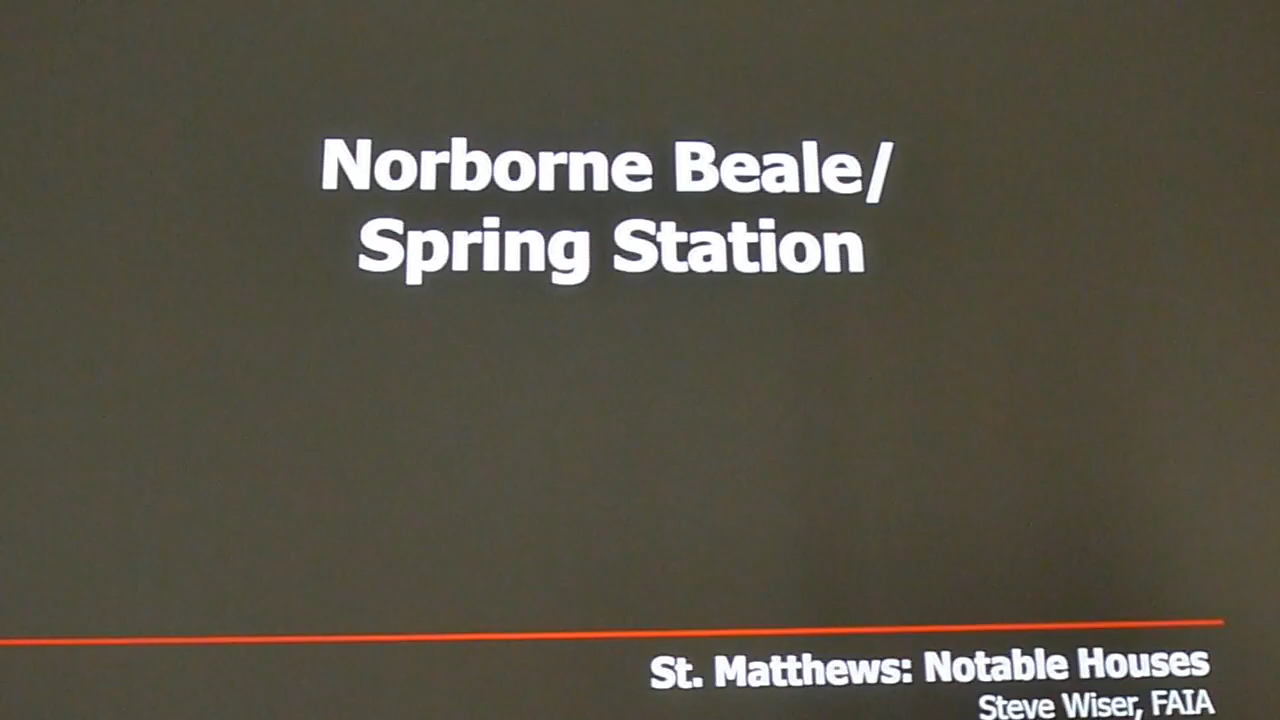 Norborne Beale/
Spring Station
St. Matthews: Notable Houses
Steve Wiser, FAIA